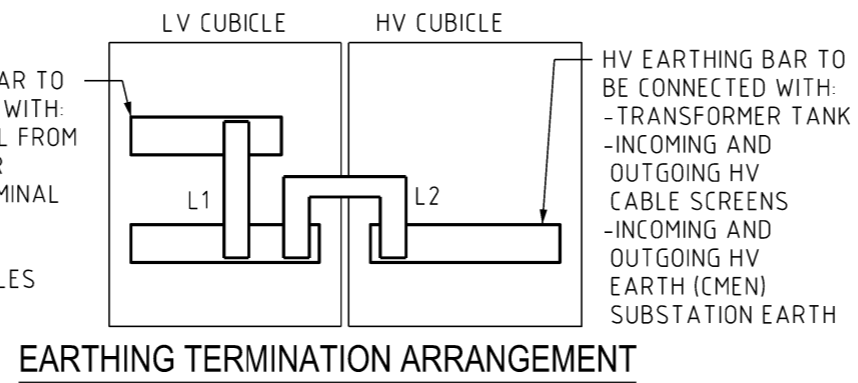 LV CUBICLE
HV CUBICLE
AR TO
WITH:
L FROM
R
MINAL
LES
L1
L2
HV EARTHING BAR TO
BE CONNECTED WITH:
-TRANSFORMER TANK
-INCOMING AND
OUTGOING HV
CABLE SCREENS
-INCOMING AND
OUTGOING HV
EARTH (CMEN)
SUBSTATION EARTH
EARTHING TERMINATION ARRANGEMENT